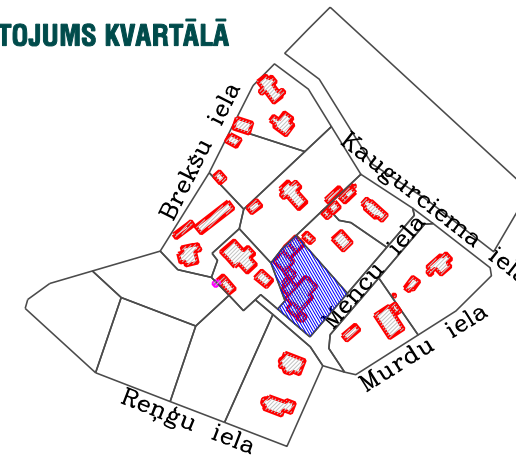 TOJUMS KVARTĀLĀ
Brekšu iela
Kaugurciema iela
Mencu iela
Murdu iela
Reņģu iela